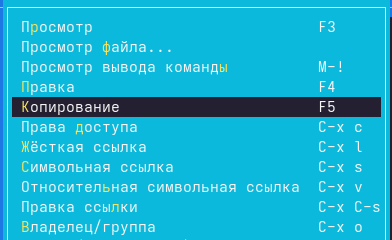 Просмотр F3
Просмотр файла...
Просмотр вывода команды M-!
Правка F4
Копирование F5
Права доступа C-x c
Жёсткая ссылка C-x l
Символьная ссылка C-x s
Относительная символьная ссылка C-x v
Правка ссылки C-x C-s
Владелец/группа C-x o